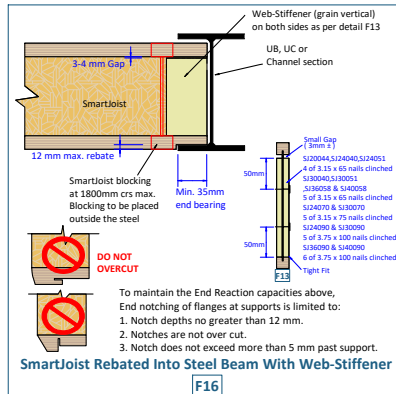 Web-Stiffener (grain vertical)
on both sides as per detail F13
UB, UC or
Channel section
3-4 mm Gap
SmartJoist
12 mm max. rebate
SmartJoist blocking
at 1800mm crs max.
Blocking to be placed
outside the steel
Min. 35mm
end bearing
Small Gap
( 3mm ± )
50mm
SJ20044,SJ24040,SJ24051
4 of 3.15 x 65 nails clinched
SJ30040,SJ30051
,SJ36058 & SJ40058
5 of 3.15 x 65 nails clinched
SJ24070 & SJ30070
5 of 3.15 x 75 nails clinched
SJ24090 & SJ30090
5 of 3.75 x 100 nails clinched
SJ36090 & SJ40090
6 of 3.75 x 100 nails clinched
50mm
Tight Fit
F13
DO NOT
OVERCUT
To maintain the End Reaction capacities above,
End notching of flanges at supports is limited to:
1. Notch depths no greater than 12 mm.
2. Notches are not over cut.
3. Notch does not exceed more than 5 mm past support.
SmartJoist Rebated Into Steel Beam With Web-Stiffener
F16